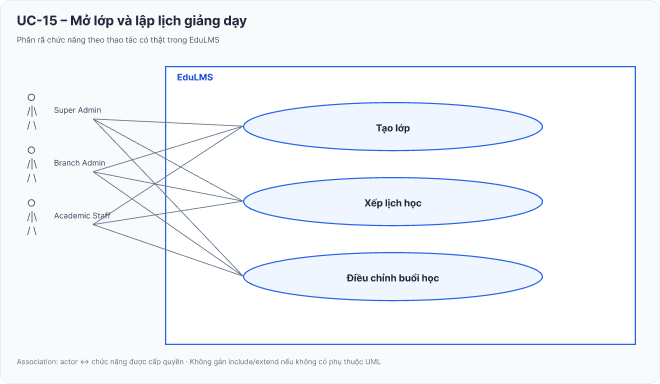 UC-15 – Mở lớp và lập lịch giảng dạy
Phân rã chức năng theo thao tác có thật trong EduLMS
EduLMS
Super Admin
Tạo lớp
Branch Admin
Xếp lịch học
Academic Staff
Điều chỉnh buổi học
Association: actor ↔ chức năng được cấp quyền · Không gán include/extend nếu không có phụ thuộc UML